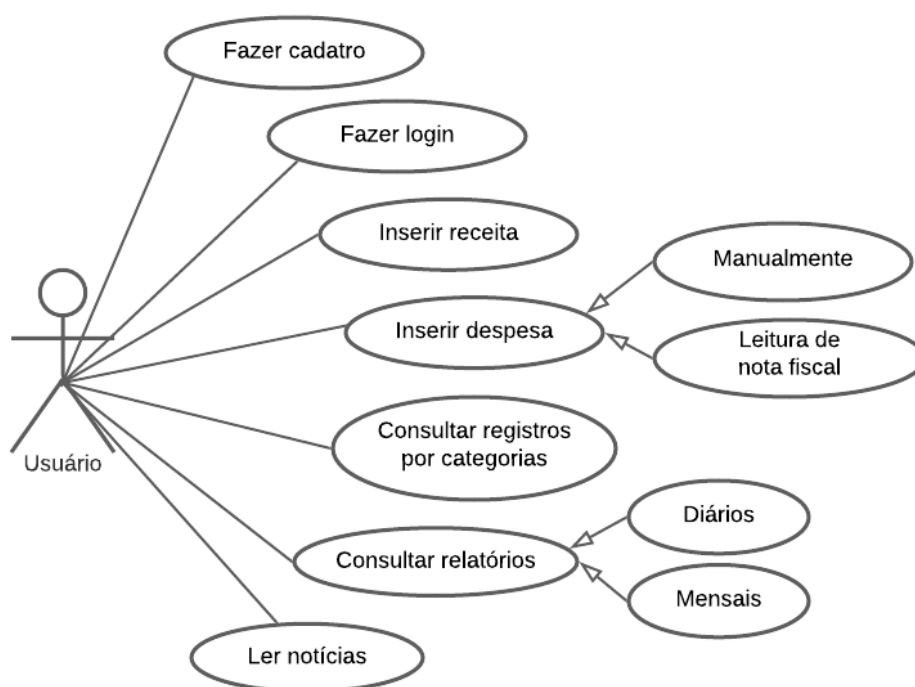 Fazer cadatro
Fazer login
Inserir receita
Manualmente
Inserir despesa
Leitura de
nota fiscal
Usuário
Consultar registros
por categorias
Diários
Consultar relatórios
Mensais
Ler notícias